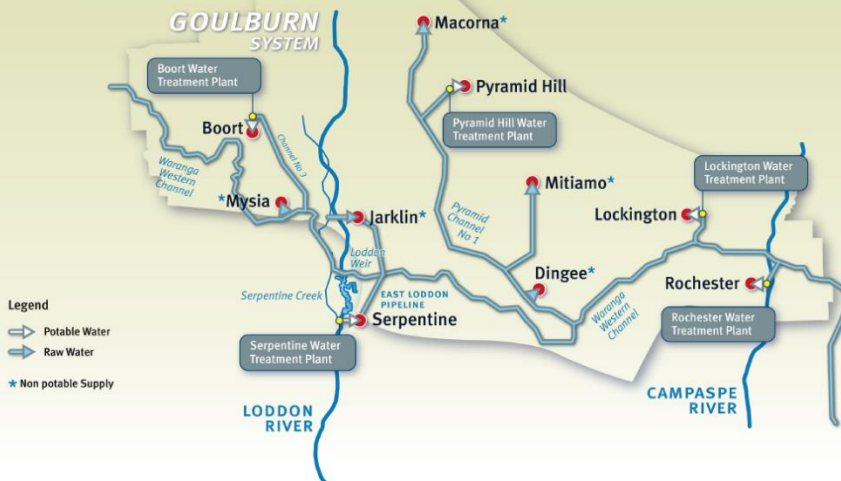 GOULBURN
SYSTEM
Macorna*
Boort Water
Treatment Plant
Pyramid Hill
Boort
Channel No 3
Pyramid Hill Water
Treatment Plant
Waranga
Western
Channel
*Mysia
Jarklin*
Mitiamo*
Lockington Water
Treatment Plant
Pyramid
Channel
No 1
Lockington
Loddon
Weir
Dingee*
Rochester
Legend
Potable Water
Raw Water
* Non potable Supply
Serpentine Creek
EAST LODDON
PIPELINE
Serpentine
Waranga
Western
Channel
Rochester Water
Treatment Plant
Serpentine Water
Treatment Plant
LODDON
RIVER
CAMPASPE
RIVER